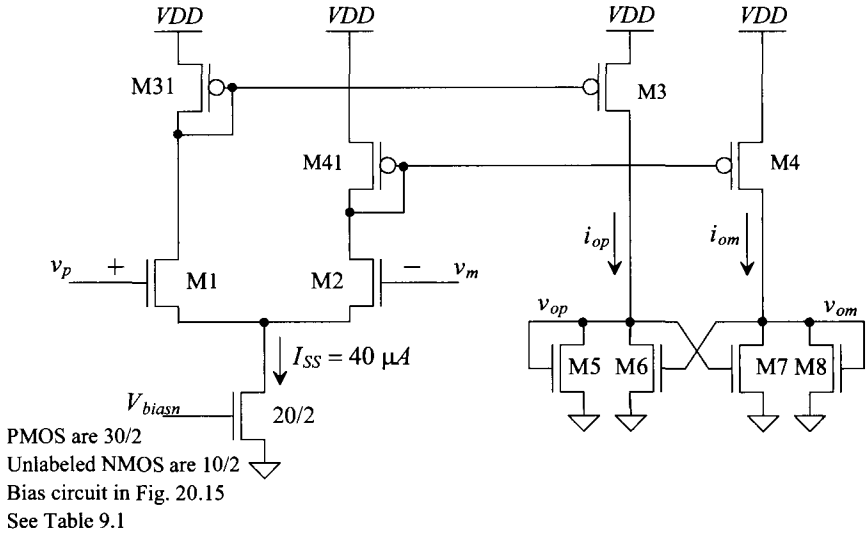 VDD VDD VDD VDD
M31 M3
M41 M4
i_op i_om
v_p + M1 M2 − v_m
v_op v_om
I_SS = 40 μA
M5 M6 M7 M8
V_biasn 20/2
PMOS are 30/2
Unlabeled NMOS are 10/2
Bias circuit in Fig. 20.15
See Table 9.1